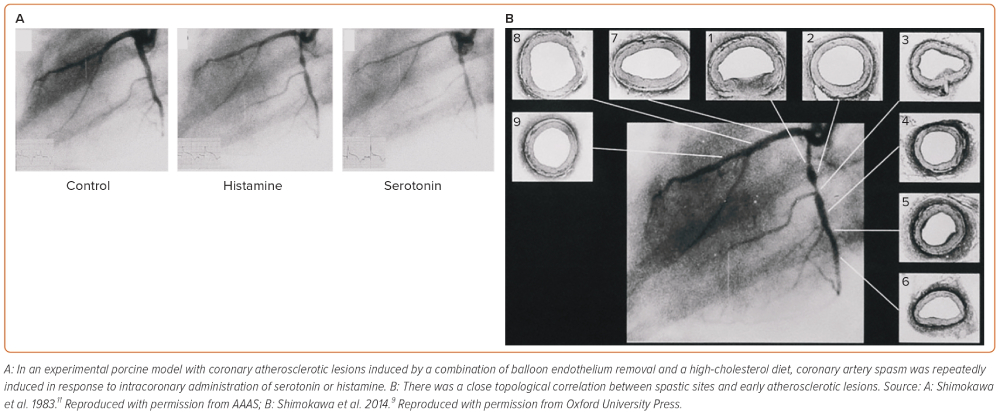 A
B
Control
Histamine
Serotonin
8
7
1
2
3
9
4
5
6
A: In an experimental porcine model with coronary atherosclerotic lesions induced by a combination of balloon endothelium removal and a high-cholesterol diet, coronary artery spasm was repeatedly
induced in response to intracoronary administration of serotonin or histamine. B: There was a close topological correlation between spastic sites and early atherosclerotic lesions. Source: A: Shimokawa
et al. 1983.¹¹ Reproduced with permission from AAAS; B: Shimokawa et al. 2014.⁹ Reproduced with permission from Oxford University Press.